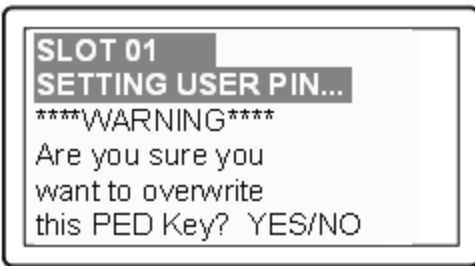 SLOT 01
SETTING USER PIN...
****WARNING****
Are you sure you
want to overwrite
this PED Key?  YES/NO